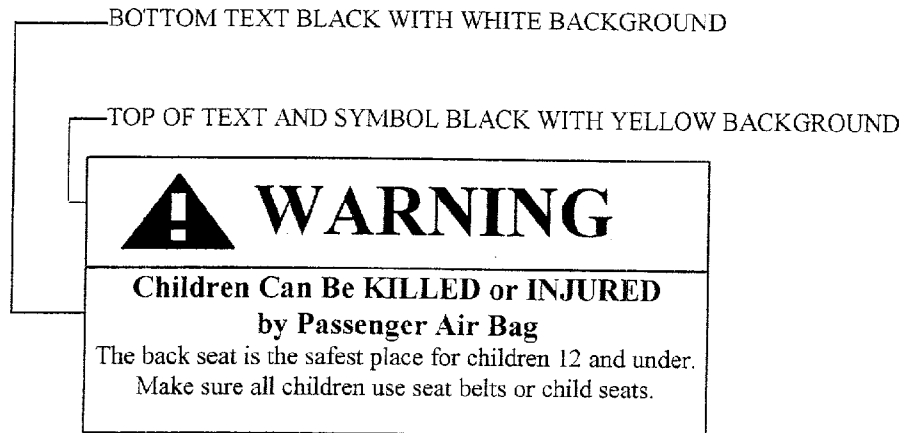 BOTTOM TEXT BLACK WITH WHITE BACKGROUND
TOP OF TEXT AND SYMBOL BLACK WITH YELLOW BACKGROUND
WARNING
Children Can Be KILLED or INJURED
by Passenger Air Bag
The back seat is the safest place for children 12 and under.
Make sure all children use seat belts or child seats.